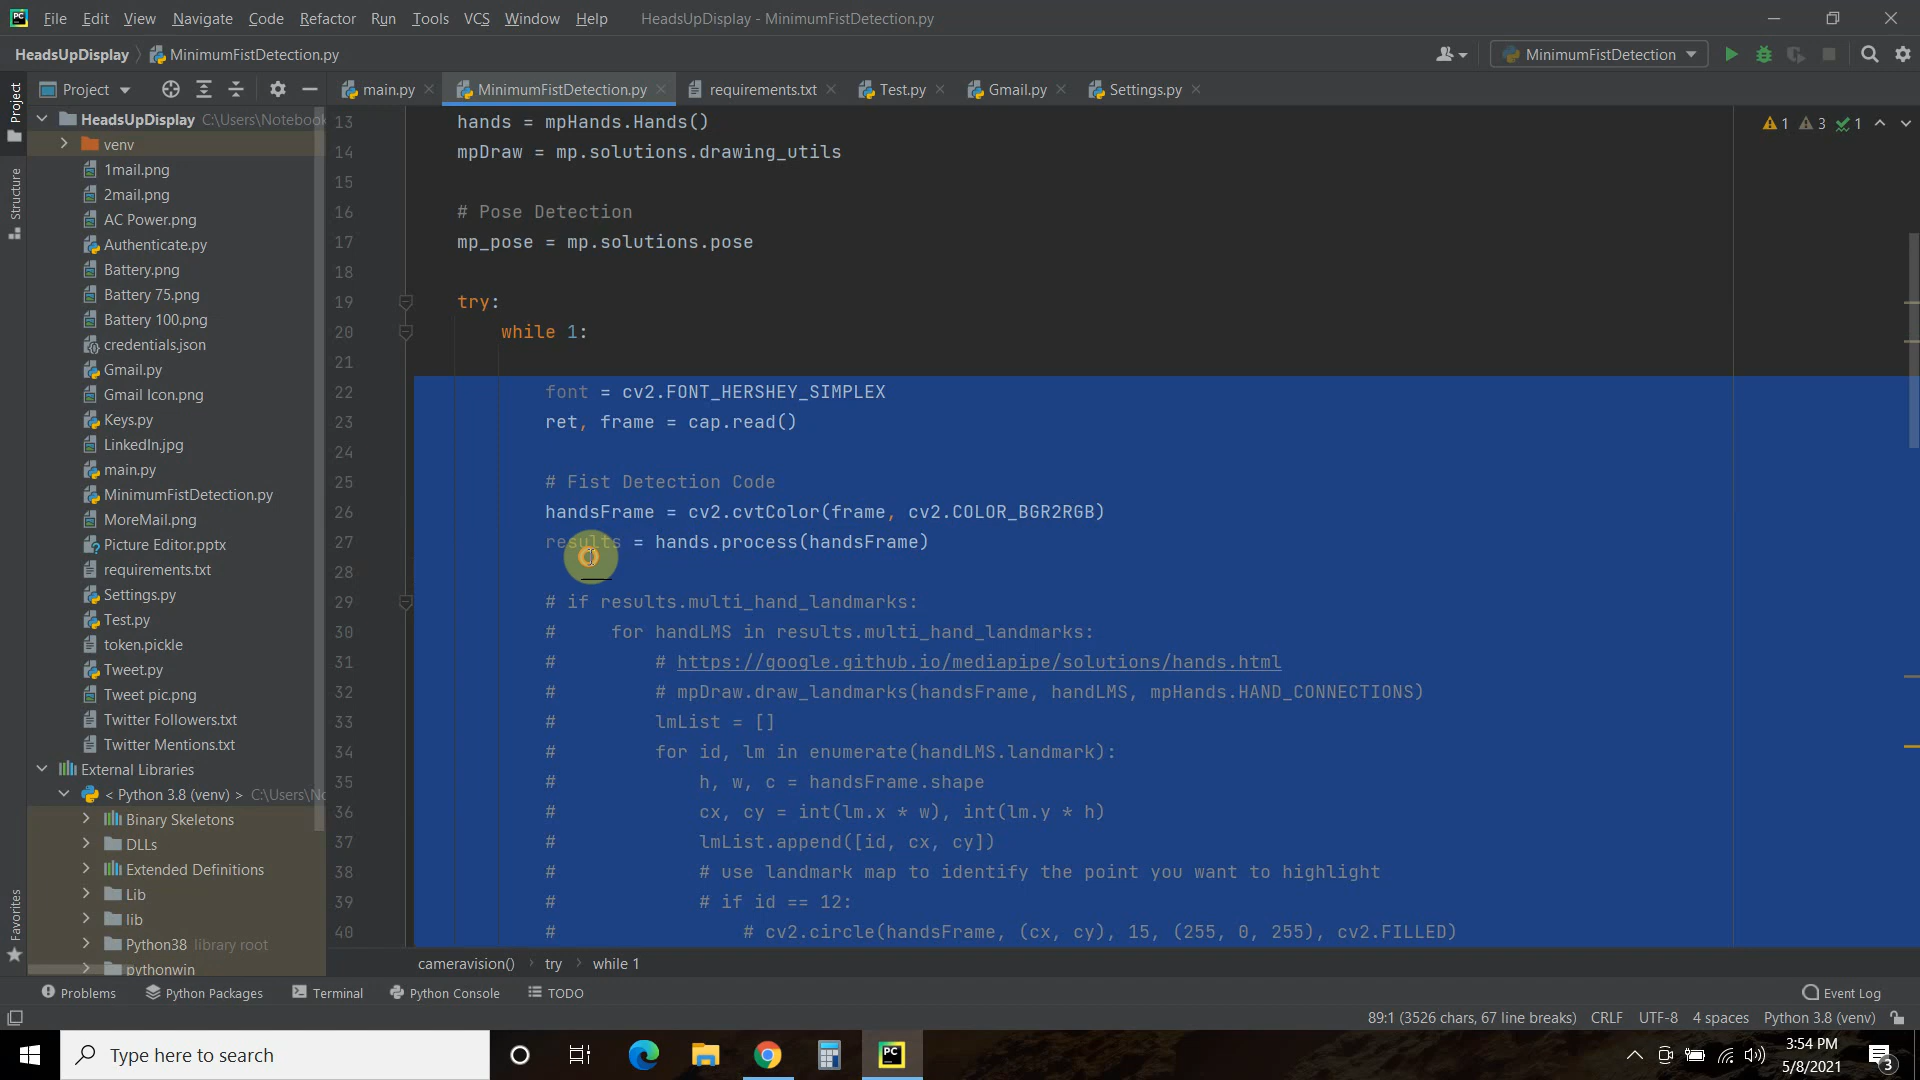 File Edit View Navigate Code Refactor Run Tools VCS Window Help HeadsUpDisplay - MinimumFistDetection.py
HeadsUpDisplay MinimumFistDetection.py MinimumFistDetection
Project
main.py MinimumFistDetection.py requirements.txt Test.py Gmail.py Settings.py
Project
Structure
Favorites
HeadsUpDisplay C:\Users\Notebook
venv
1mail.png
2mail.png
AC Power.png
Authenticate.py
Battery.png
Battery 75.png
Battery 100.png
credentials.json
Gmail.py
Gmail Icon.png
Keys.py
LinkedIn.jpg
main.py
MinimumFistDetection.py
MoreMail.png
Picture Editor.pptx
requirements.txt
Settings.py
Test.py
token.pickle
Tweet.py
Tweet pic.png
Twitter Followers.txt
Twitter Mentions.txt
External Libraries
< Python 3.8 (venv) > C:\Users\No
Binary Skeletons
DLLs
Extended Definitions
Lib
lib
Python38 library root
pythonwin
1 3 1
13 hands = mpHands.Hands()
14 mpDraw = mp.solutions.drawing_utils
15
16 # Pose Detection
17 mp_pose = mp.solutions.pose
18
19 try:
20 while 1:
21
22 font = cv2.FONT_HERSHEY_SIMPLEX
23 ret, frame = cap.read()
24
25 # Fist Detection Code
26 handsFrame = cv2.cvtColor(frame, cv2.COLOR_BGR2RGB)
27 results = hands.process(handsFrame)
28
29 # if results.multi_hand_landmarks:
30 # for handLMS in results.multi_hand_landmarks:
31 # # https://google.github.io/mediapipe/solutions/hands.html
32 # # mpDraw.draw_landmarks(handsFrame, handLMS, mpHands.HAND_CONNECTIONS)
33 # lmList = []
34 # for id, lm in enumerate(handLMS.landmark):
35 # h, w, c = handsFrame.shape
36 # cx, cy = int(lm.x * w), int(lm.y * h)
37 # lmList.append([id, cx, cy])
38 # # use landmark map to identify the point you want to highlight
39 # # if id == 12:
40 # # cv2.circle(handsFrame, (cx, cy), 15, (255, 0, 255), cv2.FILLED)
cameravision() try while 1
Problems Python Packages Terminal Python Console TODO Event Log
89:1 (3526 chars, 67 line breaks) CRLF UTF-8 4 spaces Python 3.8 (venv)
Type here to search
PC
3:54 PM
5/8/2021
3